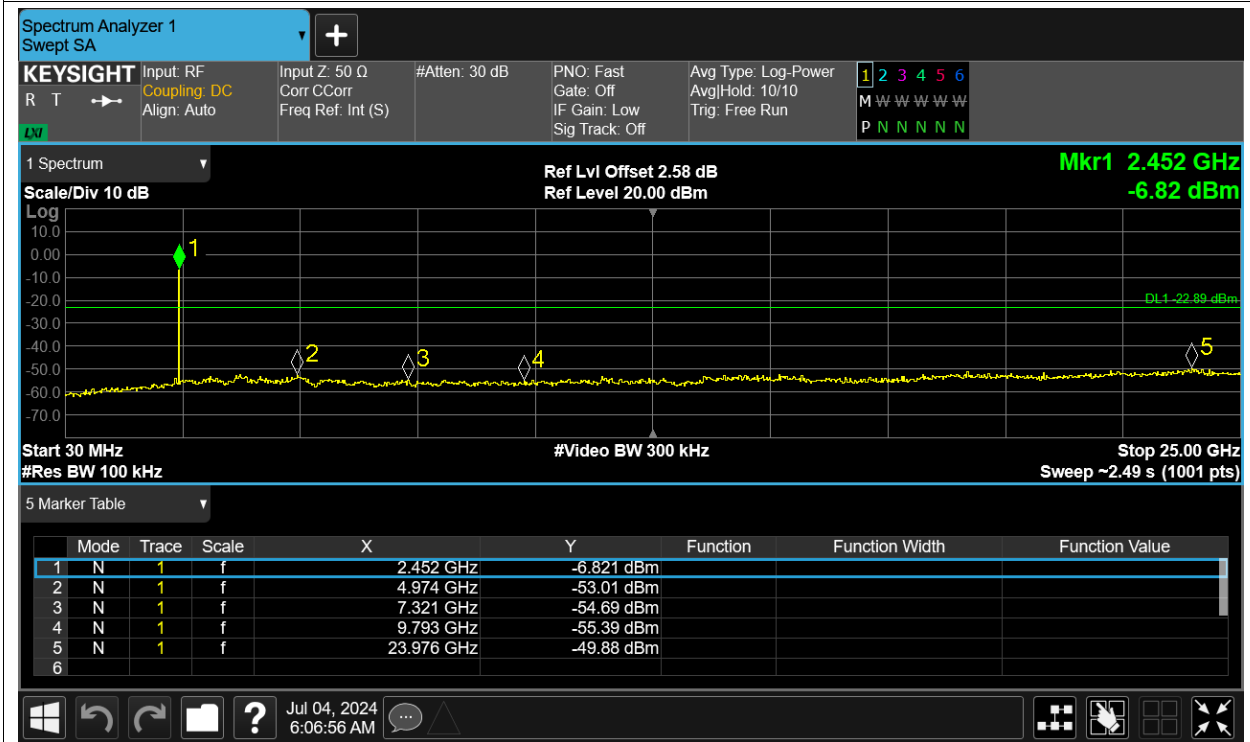 Spectrum Analyzer 1
Swept SA
+
KEYSIGHT Input: RF Input Z: 50 Ω #Atten: 30 dB PNO: Fast Avg Type: Log-Power 1 2 3 4 5 6
R T Coupling: DC Corr CCorr Gate: Off Avg|Hold: 10/10 M W W W W W
Align: Auto Freq Ref: Int (S) IF Gain: Low Trig: Free Run
LXI Sig Track: Off P N N N N N
1 Spectrum Ref Lvl Offset 2.58 dB Mkr1 2.452 GHz
Scale/Div 10 dB Ref Level 20.00 dBm -6.82 dBm
Log
10.0
0.00 1
-10.0
-20.0 DL1 -22.89 dBm
-30.0
-40.0 2 3 4 5
-50.0
-60.0
-70.0
Start 30 MHz #Video BW 300 kHz Stop 25.00 GHz
#Res BW 100 kHz Sweep ~2.49 s (1001 pts)
5 Marker Table
Mode Trace Scale X Y Function Function Width Function Value
1 N 1 f 2.452 GHz -6.821 dBm
2 N 1 f 4.974 GHz -53.01 dBm
3 N 1 f 7.321 GHz -54.69 dBm
4 N 1 f 9.793 GHz -55.39 dBm
5 N 1 f 23.976 GHz -49.88 dBm
6
? Jul 04, 2024
6:06:56 AM